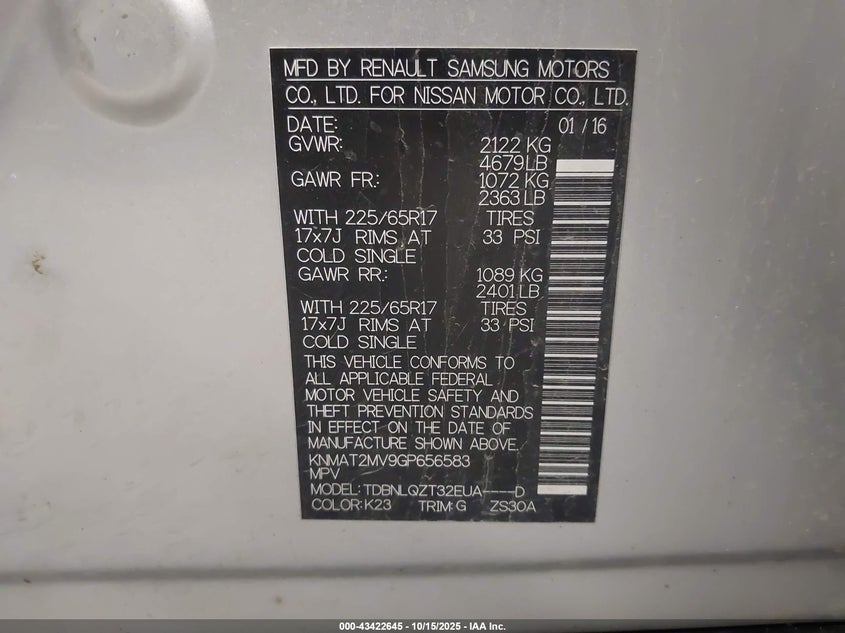 MFD BY RENAULT SAMSUNG MOTORS
CO., LTD. FOR NISSAN MOTOR CO., LTD.
DATE: 01 / 16
GVWR: 2122 KG
4679 LB
GAWR FR.: 1072 KG
2363 LB
WITH 225/65R17 TIRES
17x7J RIMS AT 33 PSI
COLD SINGLE
GAWR RR.: 1089 KG
2401 LB
WITH 225/65R17 TIRES
17x7J RIMS AT 33 PSI
COLD SINGLE
THIS VEHICLE CONFORMS TO
ALL APPLICABLE FEDERAL
MOTOR VEHICLE SAFETY AND
THEFT PREVENTION STANDARDS
IN EFFECT ON THE DATE OF
MANUFACTURE SHOWN ABOVE.
KNMAT2MV9GP656583
MPV
MODEL: TDBNLQZT32EUA----D
COLOR: K23 TRIM: G ZS30A
000-43422645 - 10/15/2025 - IAA Inc.